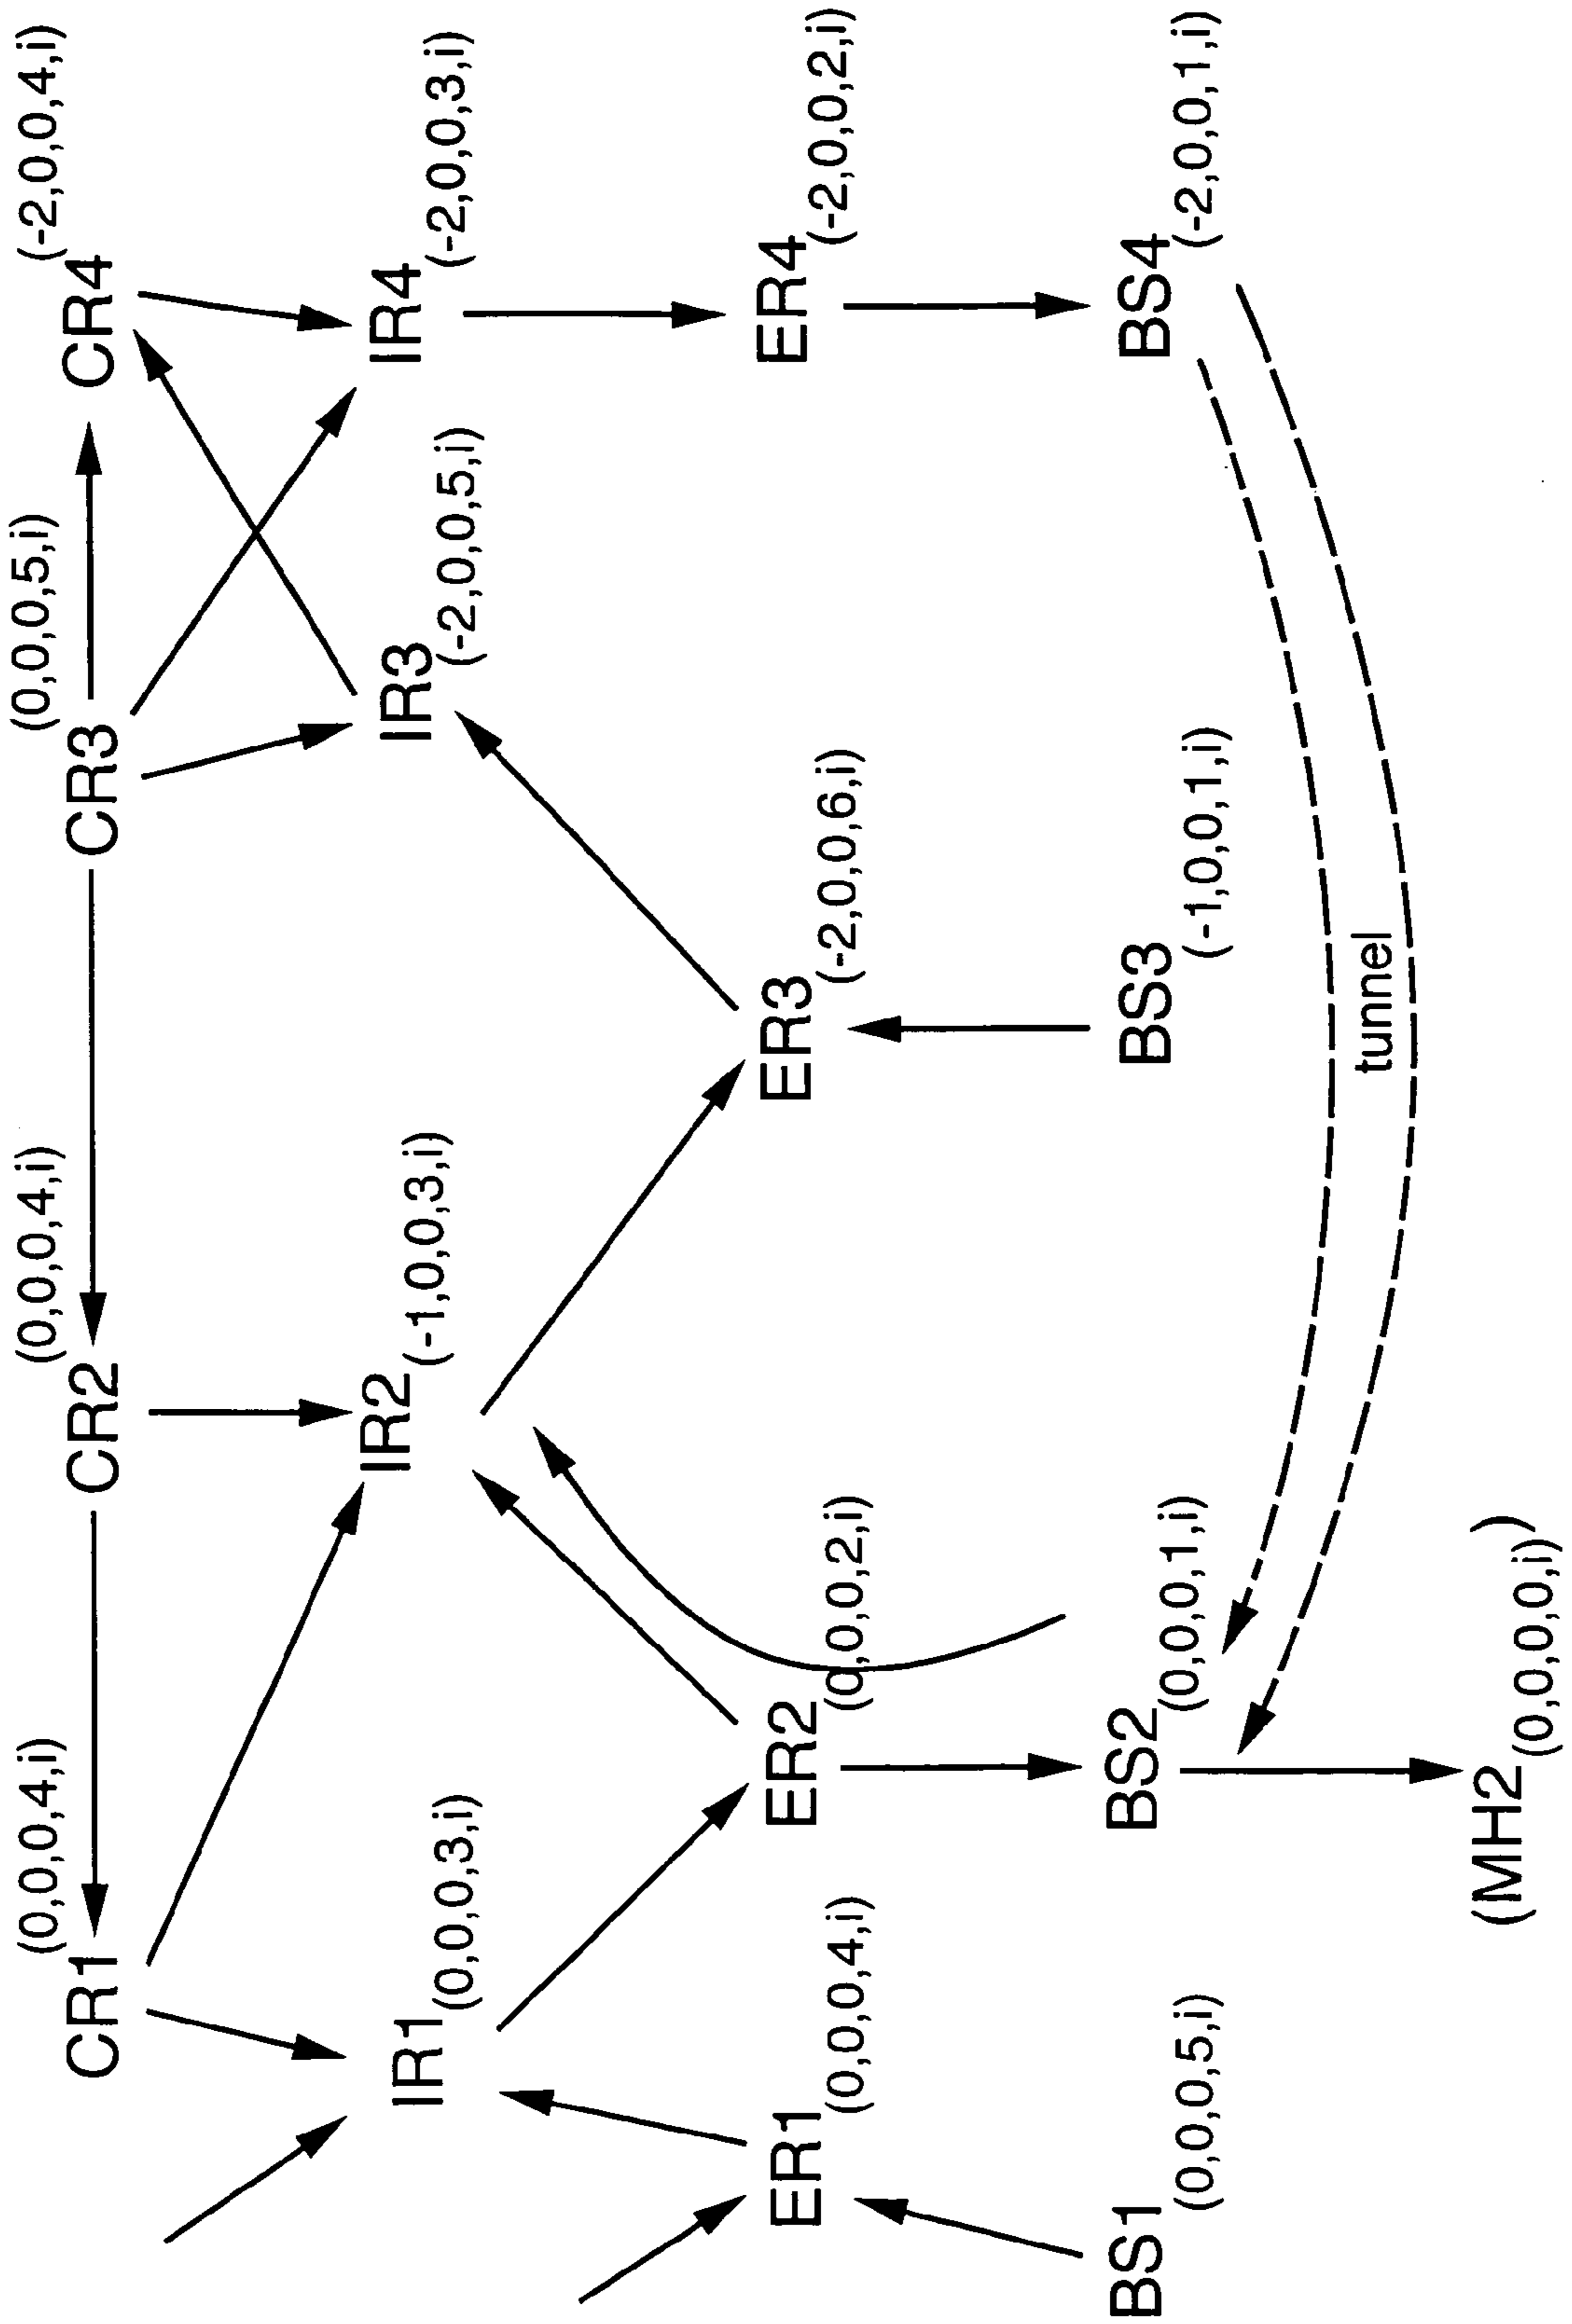 CR1 (0,0,0,4,i)
CR2 (0,0,0,4,i)
CR3 (0,0,0,5,i)
CR4 (-2,0,0,4,i)
IR1 (0,0,0,3,i)
IR2 (-1,0,0,3,i)
IR3 (-2,0,0,5,i)
IR4 (-2,0,0,3,i)
ER1 (0,0,0,4,i)
ER2 (0,0,0,2,i)
ER3 (-2,0,0,6,i)
ER4 (-2,0,0,2,i)
BS1 (0,0,0,5,i)
BS2 (0,0,0,1,i)
BS3 (-1,0,0,1,i)
BS4 (-2,0,0,1,i)
tunnel
(MH2 (0,0,0,0,i))